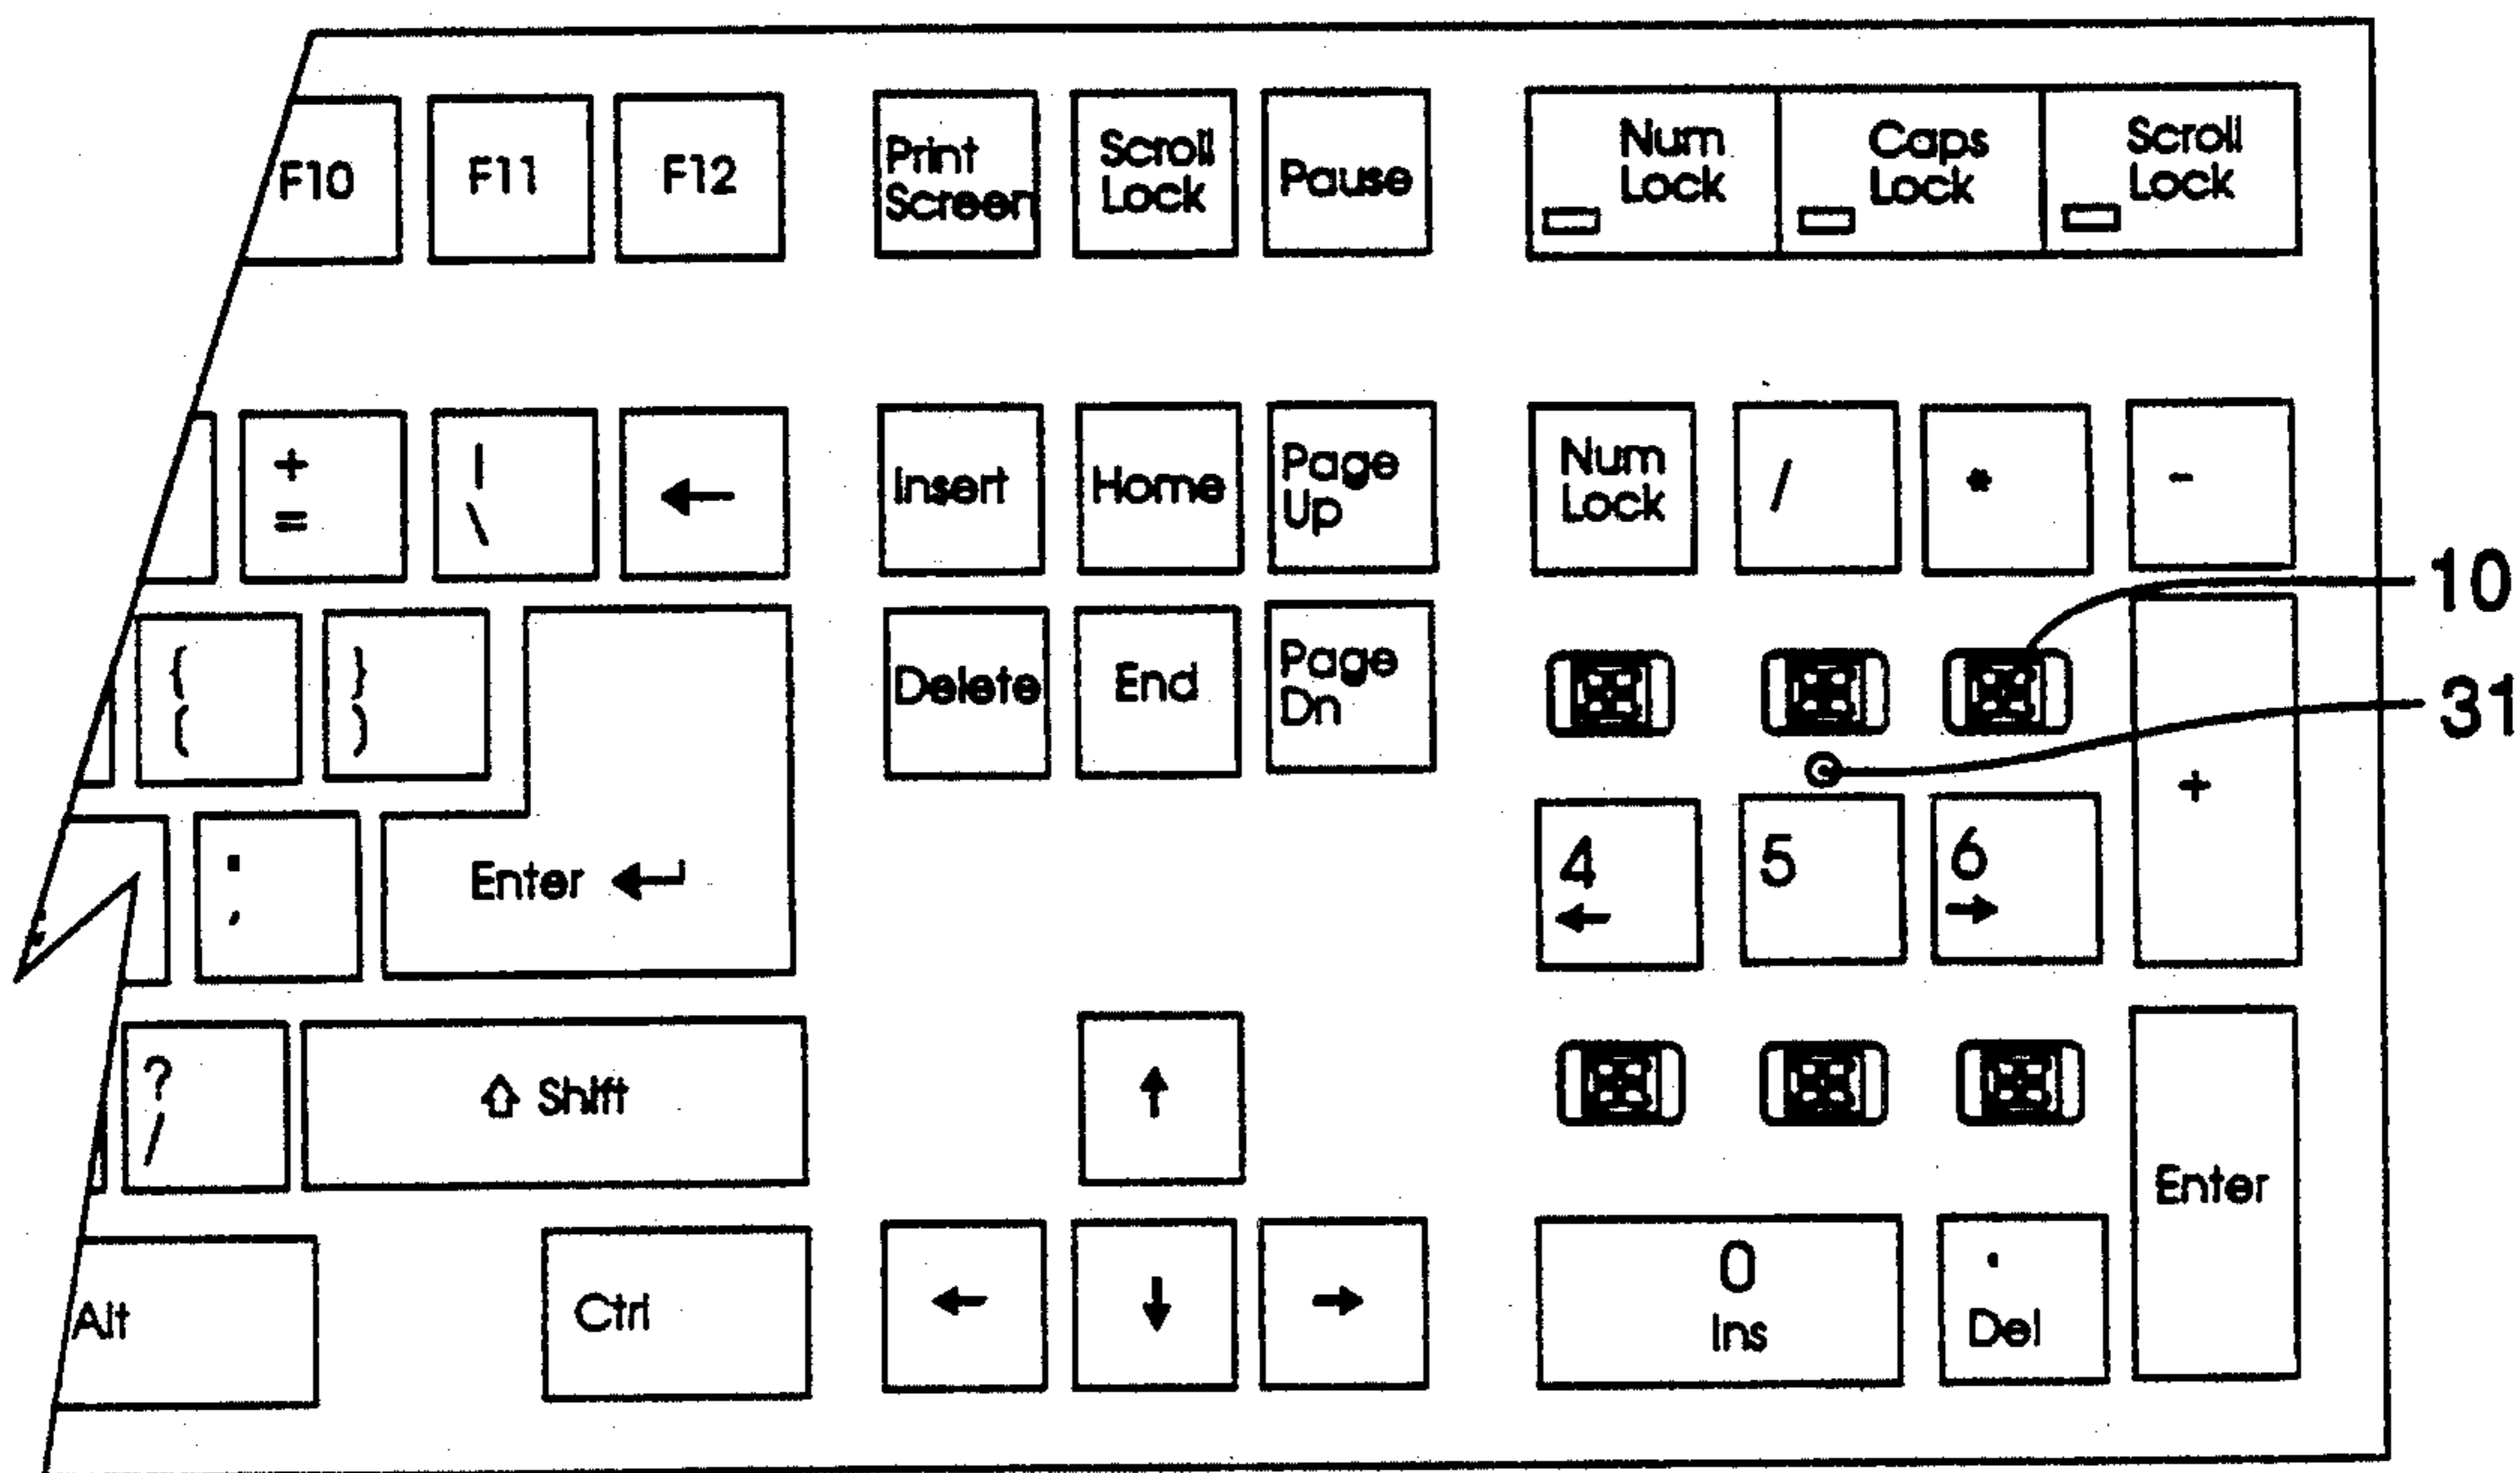 F10 F11 F12 Print Screen Scroll Lock Pause Num Lock Caps Lock Scroll Lock
+ | ← Insert Home Page Up Num Lock / * -
= \
{ } Delete End Page Dn 10
( ) 31
: Enter ↵ 4 5 6 +
, ← →
? ⇧ Shift ↑ Enter
/
Alt Ctrl ← ↓ → 0 .
Ins Del